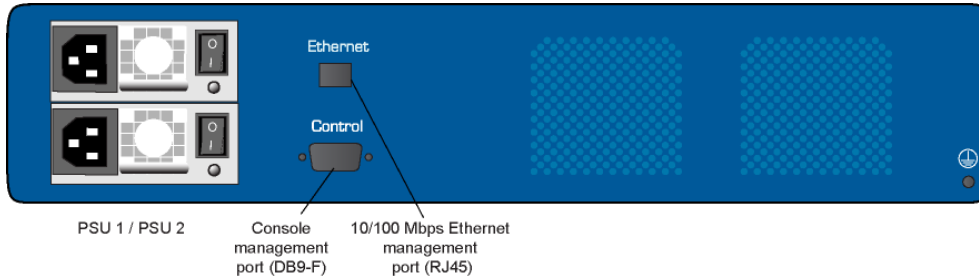 O
I
Ethernet
O
I
Control
PSU 1 / PSU 2
Console
management
port (DB9-F)
10/100 Mbps Ethernet
management
port (RJ45)